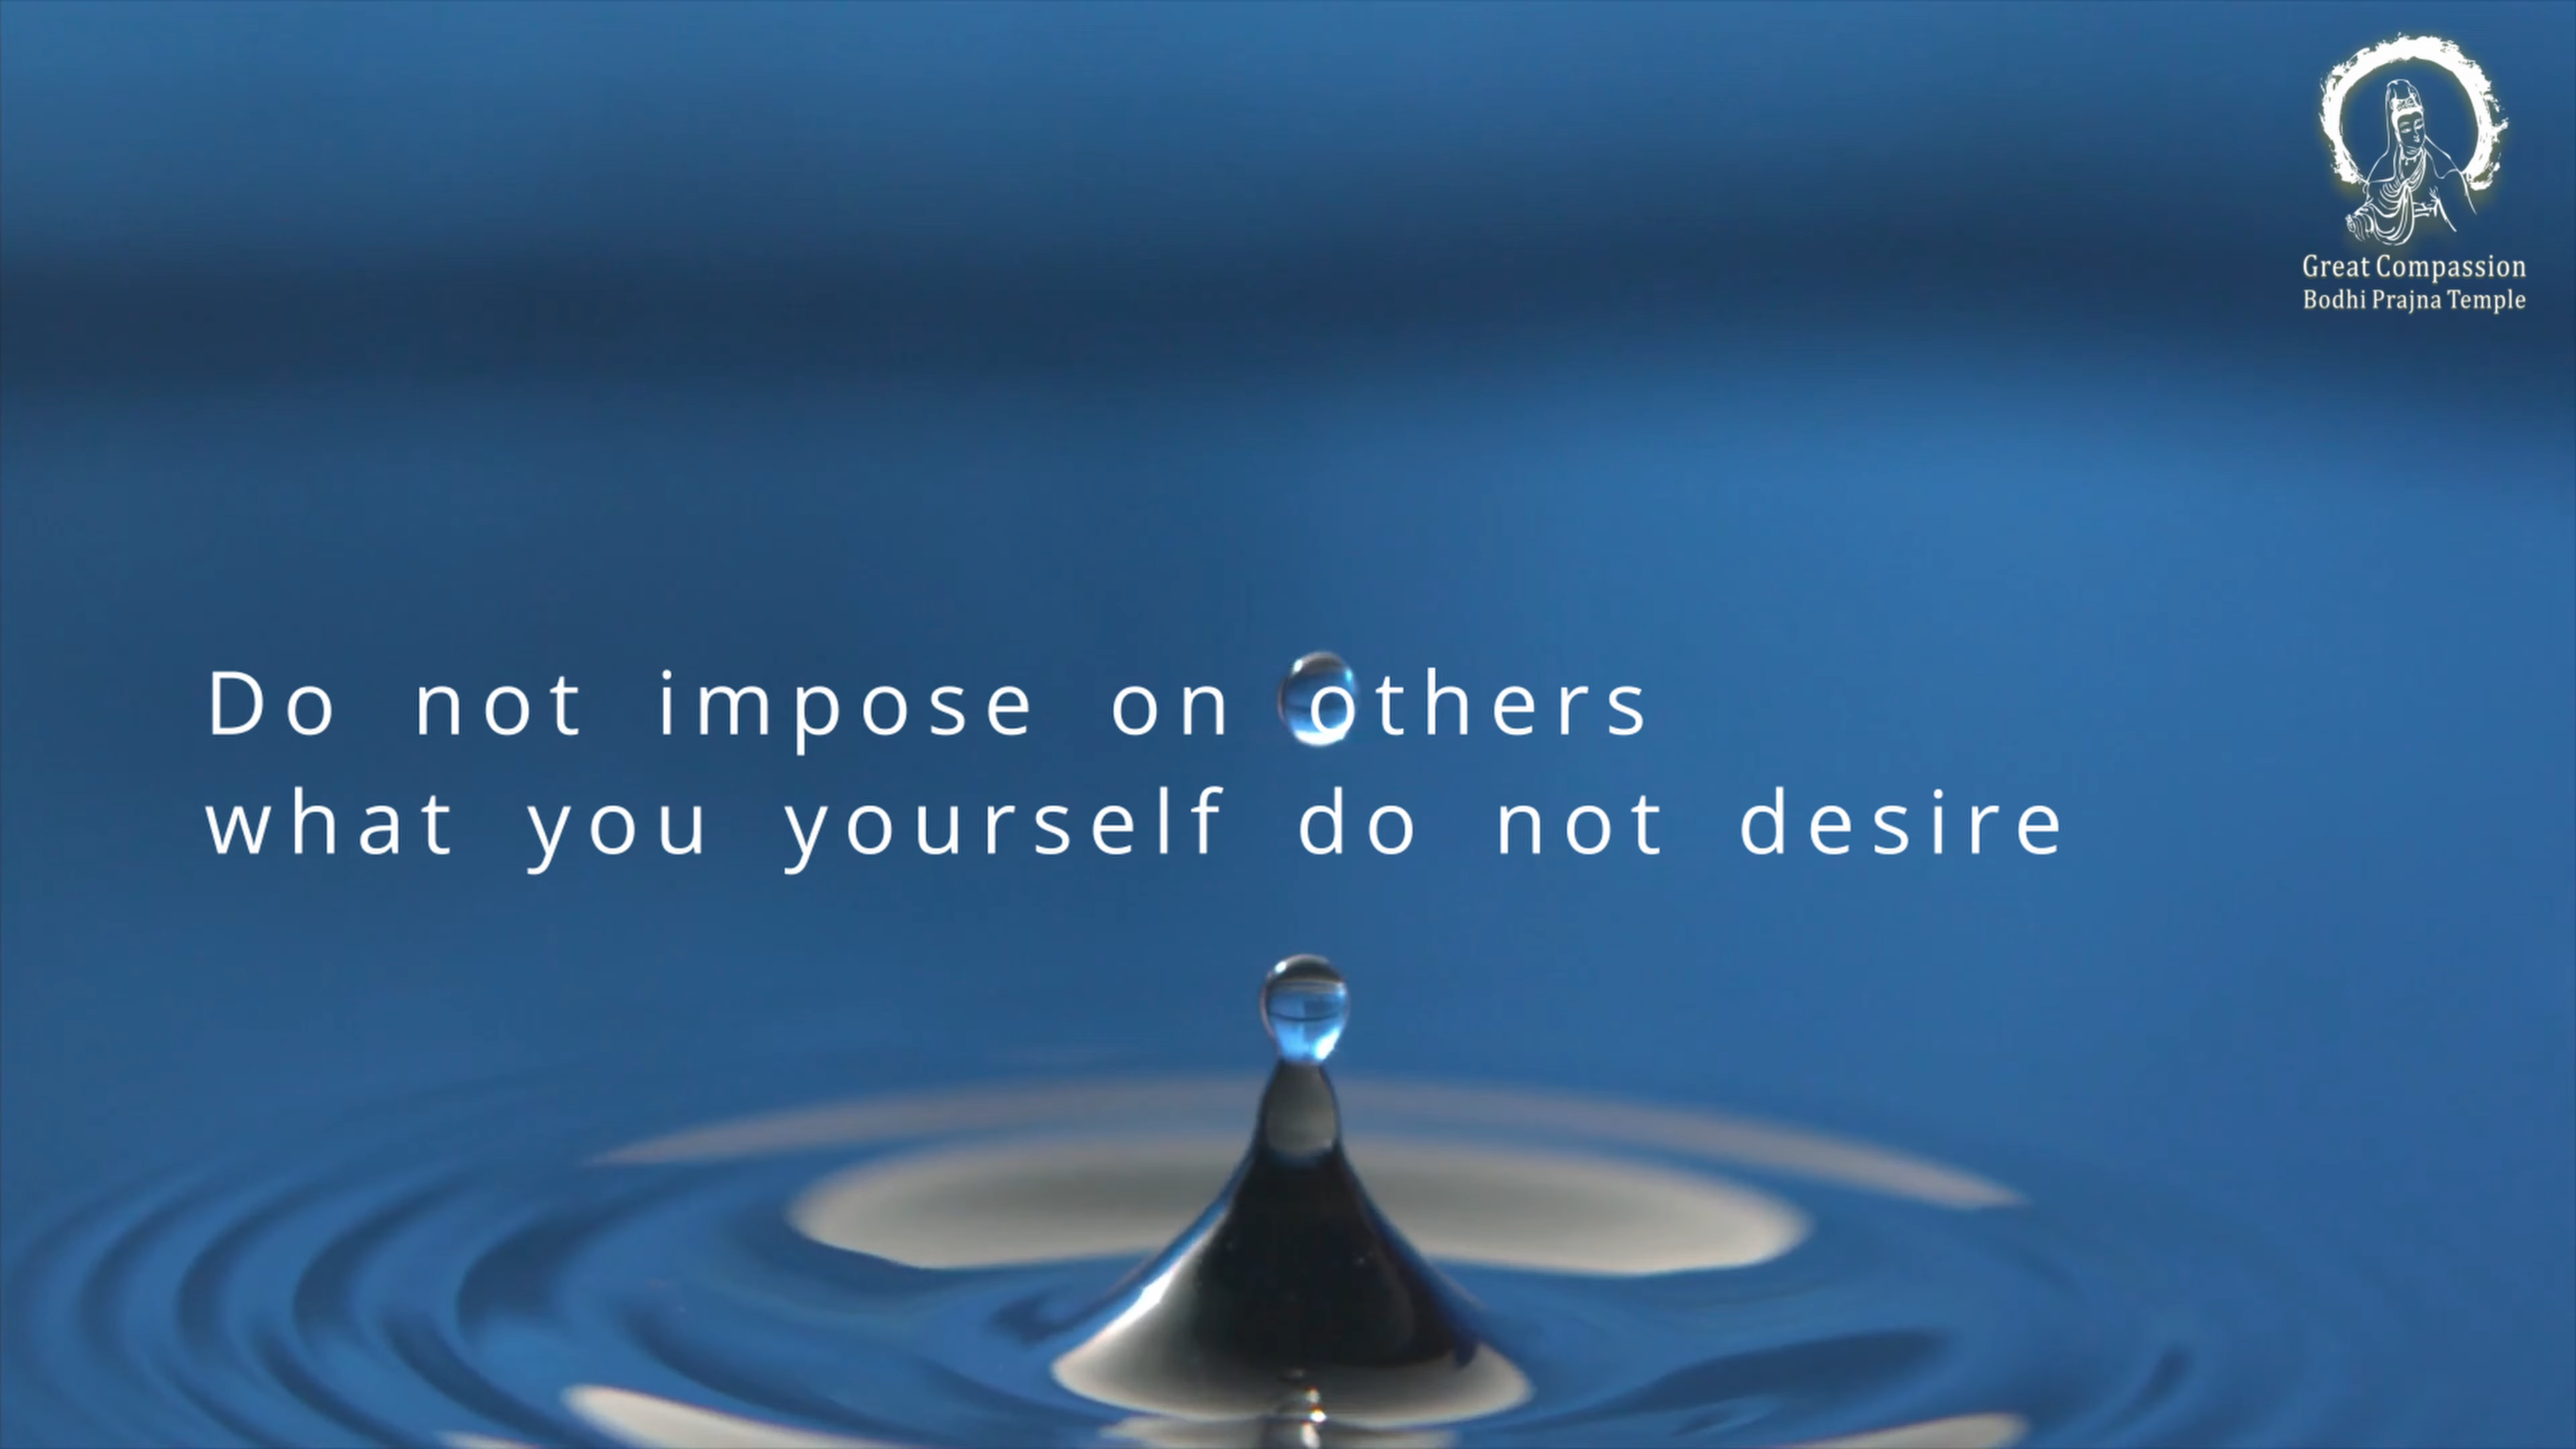 Great Compassion
Bodhi Prajna Temple
Do not impose on others
what you yourself do not desire